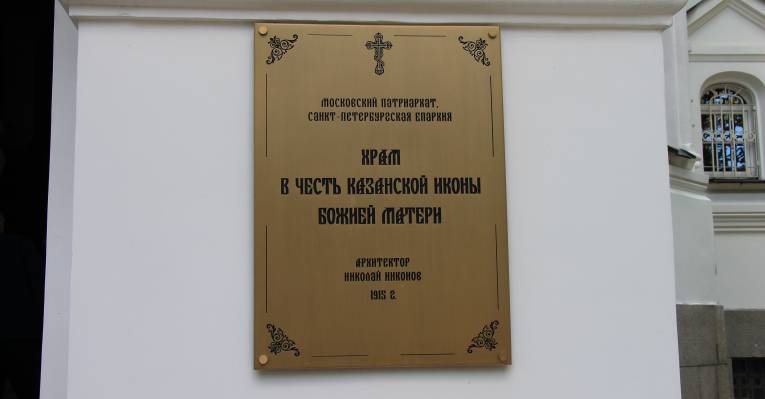 МОСКОВСКИЙ ПАТРИАРХАТ,
САНКТ-ПЕТЕРБУРГСКАЯ ЕПАРХИЯ
ХРАМ
В ЧЕСТЬ КАЗАНСКОЙ ИКОНЫ
БОЖИЕЙ МАТЕРИ
АРХИТЕКТОР
НИКОЛАЙ НИКОНОВ
1915 г.